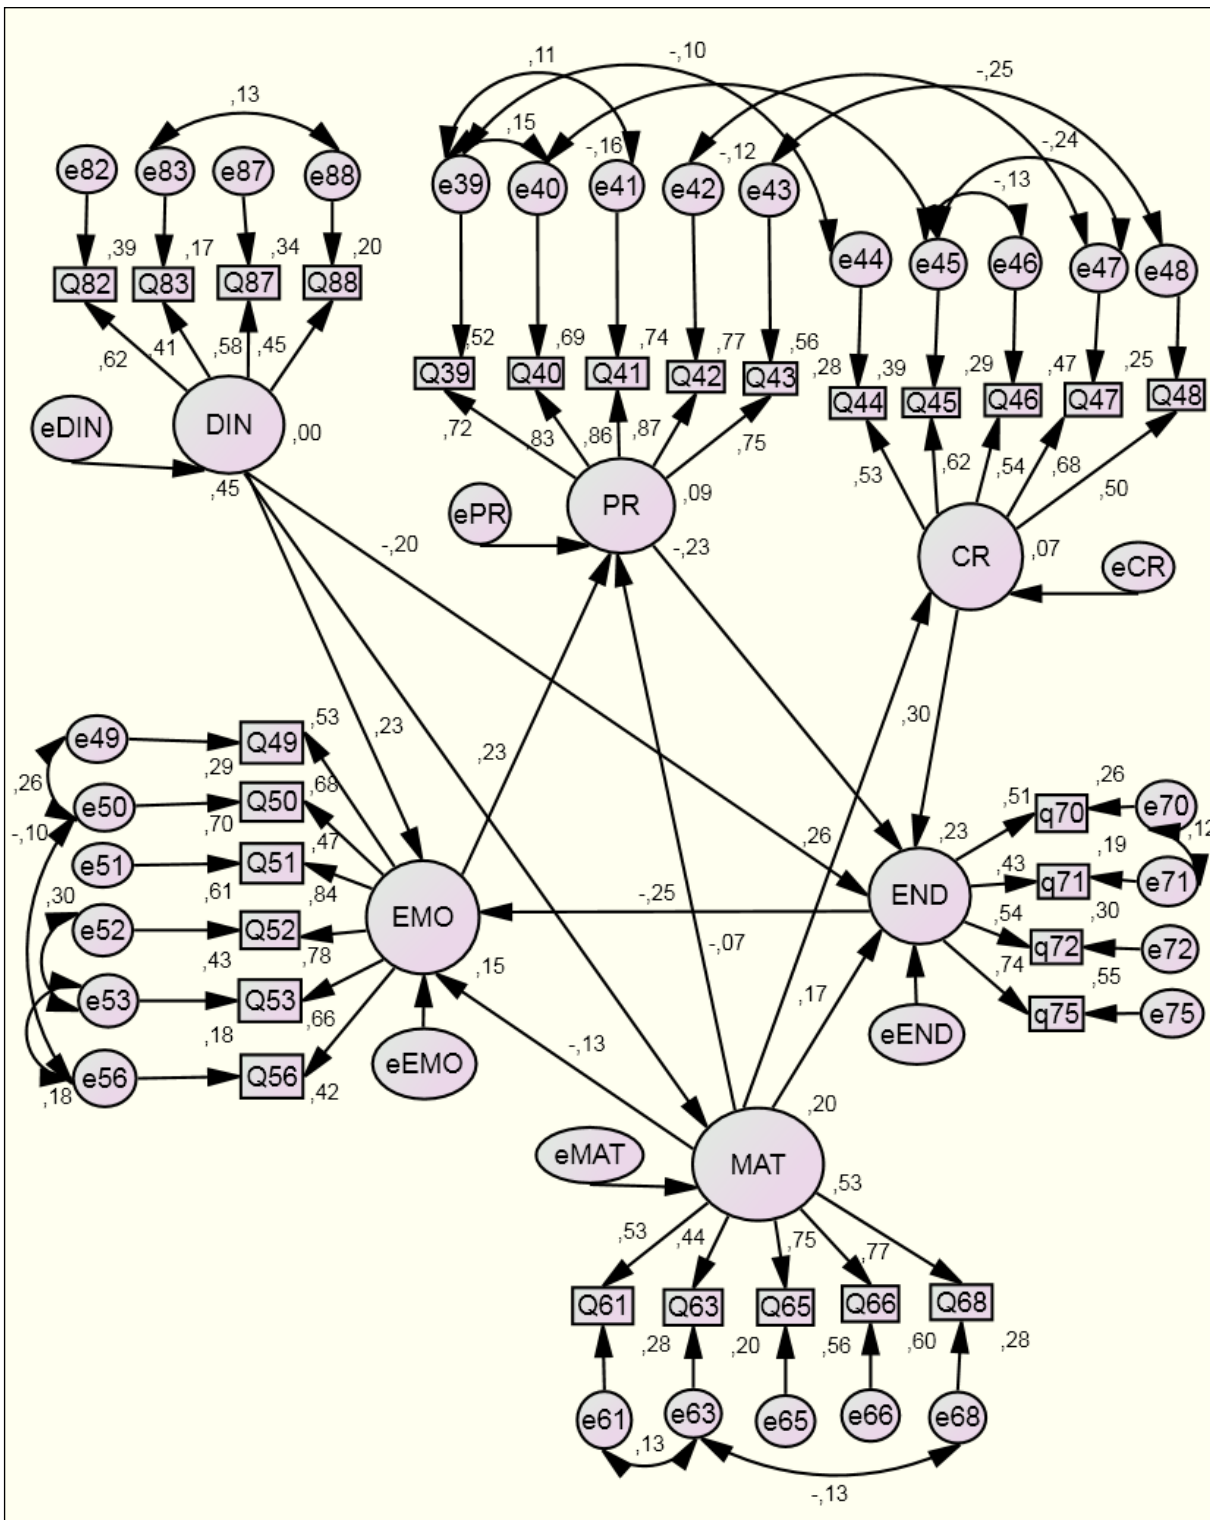 ,11
-,10
-,25
,13
,15
-,16
-,12
-,24
-,13
e82
e83
e87
e88
e39
e40
e41
e42
e43
e44
e45
e46
e47
e48
,39
,17
,34
,20
Q82
Q83
Q87
Q88
,52
,69
,74
,77
,56
,28
,39
,29
,47
,25
Q39
Q40
Q41
Q42
Q43
Q44
Q45
Q46
Q47
Q48
,62
,41
,58
,45
,72
,83
,86
,87
,75
,53
,62
,54
,68
,50
eDIN
DIN
,00
,45
ePR
PR
,09
CR
,07
eCR
-,20
-,23
,23
,23
,30
,26
-,25
-,07
,17
-,13
e49
Q49
,53
,29
,26
e50
Q50
,68
,70
-,10
e51
Q51
,47
,61
,84
,30
e52
Q52
,43
,78
e53
Q53
,66
,18
e56
Q56
,42
,18
EMO
,15
eEMO
END
,23
eEND
,51
q70
,26
e70
,12
,43
q71
,19
e71
,54
q72
,30
e72
,74
q75
,55
e75
eMAT
MAT
,20
,53
,44
,75
,77
,53
Q61
Q63
Q65
Q66
Q68
,28
,20
,56
,60
,28
e61
e63
e65
e66
e68
,13
-,13